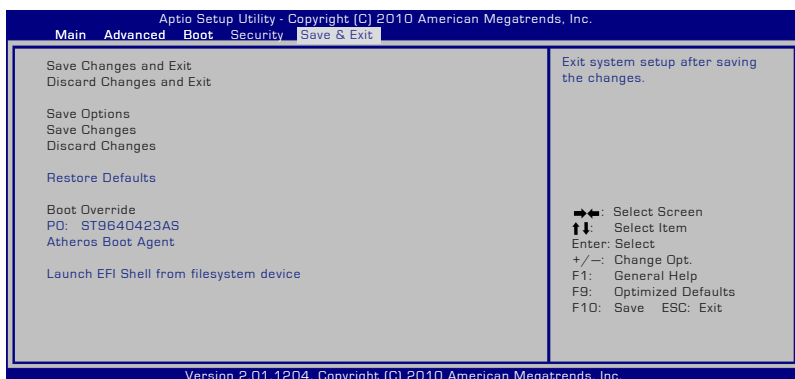 Aptio Setup Utility - Copyright (C) 2010 American Megatrends, Inc.
Main Advanced Boot Security Save & Exit
Save Changes and Exit
Discard Changes and Exit
Save Options
Save Changes
Discard Changes
Restore Defaults
Boot Override
P0: ST9640423AS
Atheros Boot Agent
Launch EFI Shell from filesystem device
Exit system setup after saving
the changes.
→←: Select Screen
↑↓: Select Item
Enter: Select
+/—: Change Opt.
F1: General Help
F9: Optimized Defaults
F10: Save ESC: Exit
Version 2.01.1204. Copyright (C) 2010 American Megatrends, Inc.